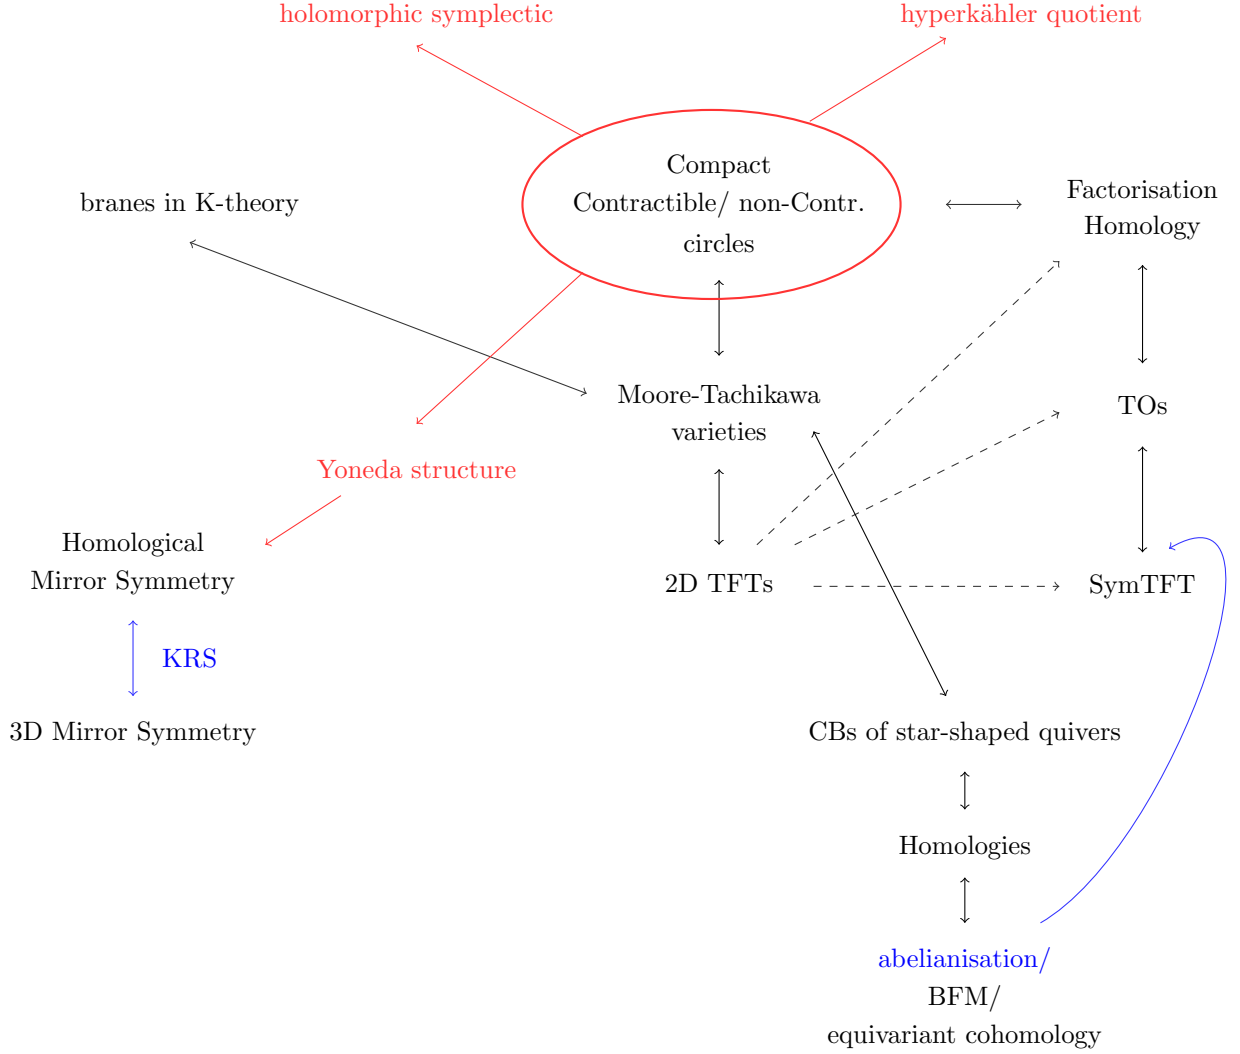 holomorphic symplectic
hyperkähler quotient
Compact
Contractible/ non-Contr.
circles
branes in K-theory
Factorisation
Homology
Moore-Tachikawa
varieties
TOs
Yoneda structure
Homological
Mirror Symmetry
2D TFTs
SymTFT
KRS
3D Mirror Symmetry
CBs of star-shaped quivers
Homologies
abelianisation/
BFM/
equivariant cohomology